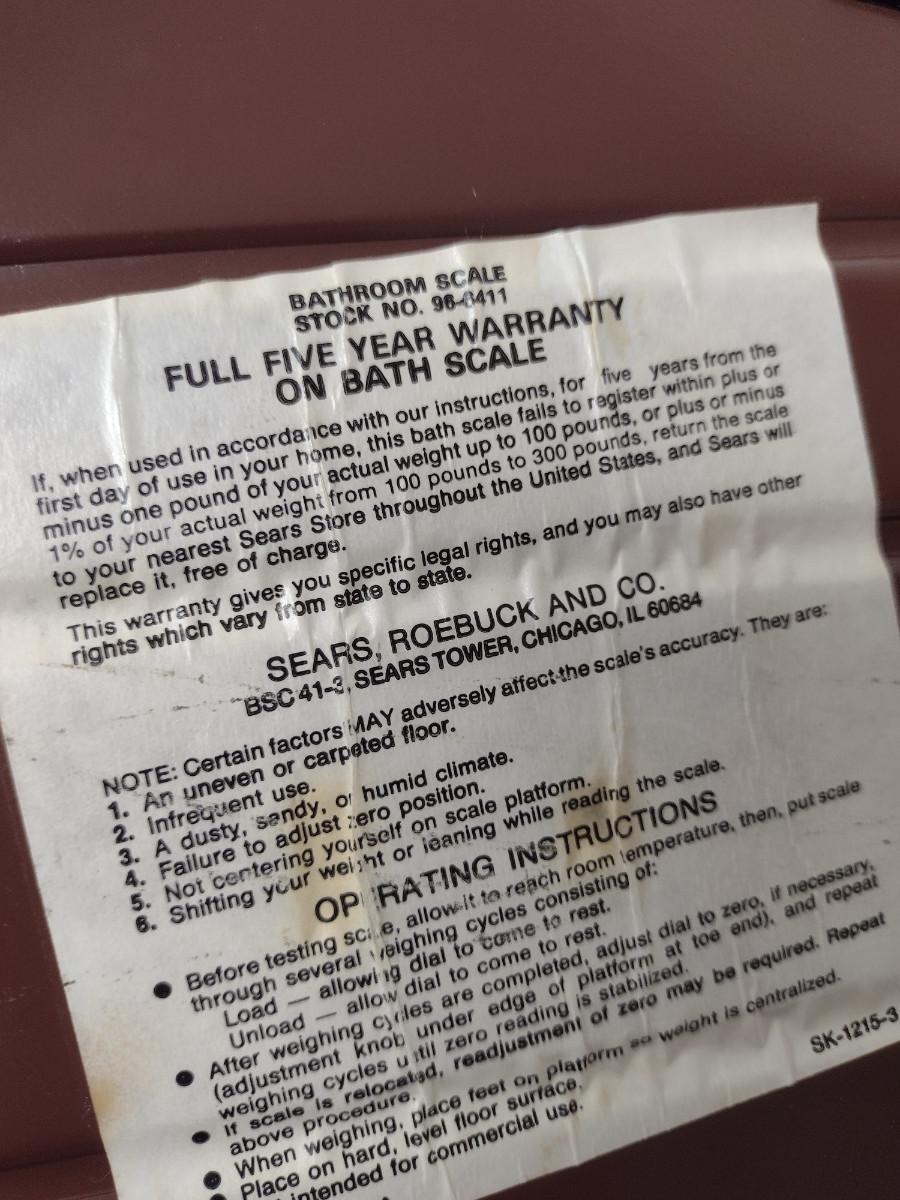 BATHROOM SCALE
STOCK NO. 96-6411
FULL FIVE YEAR WARRANTY
ON BATH SCALE
If, when used in accordance with our instructions, for five years from the
first day of use in your home, this bath scale fails to register within plus or
minus one pound of your actual weight up to 100 pounds, or plus or minus
1% of your actual weight from 100 pounds to 300 pounds, return the scale
to your nearest Sears Store throughout the United States, and Sears will
replace it, free of charge.
This warranty gives you specific legal rights, and you may also have other
rights which vary from state to state.
SEARS, ROEBUCK AND CO.
BSC 41-3, SEARS TOWER, CHICAGO, IL 60684
NOTE: Certain factors MAY adversely affect the scale's accuracy. They are:
1. An uneven or carpeted floor.
2. Infrequent use.
3. A dusty, sandy, or humid climate.
4. Failure to adjust zero position.
5. Not centering yourself on scale platform.
6. Shifting your weight or leaning while reading the scale.
OPERATING INSTRUCTIONS
● Before testing scale, allow it to reach room temperature, then, put scale
through several weighing cycles consisting of:
Load — allowing dial to come to rest.
Unload — allow dial to come to rest.
● After weighing cycles are completed, adjust dial to zero, if necessary,
(adjustment knob under edge of platform at toe end), and repeat
weighing cycles until zero reading is stabilized.
● If scale is relocated, readjustment of zero may be required. Repeat
above procedure.
● When weighing, place feet on platform so weight is centralized.
● Place on hard, level floor surface.
intended for commercial use.
SK-1215-3